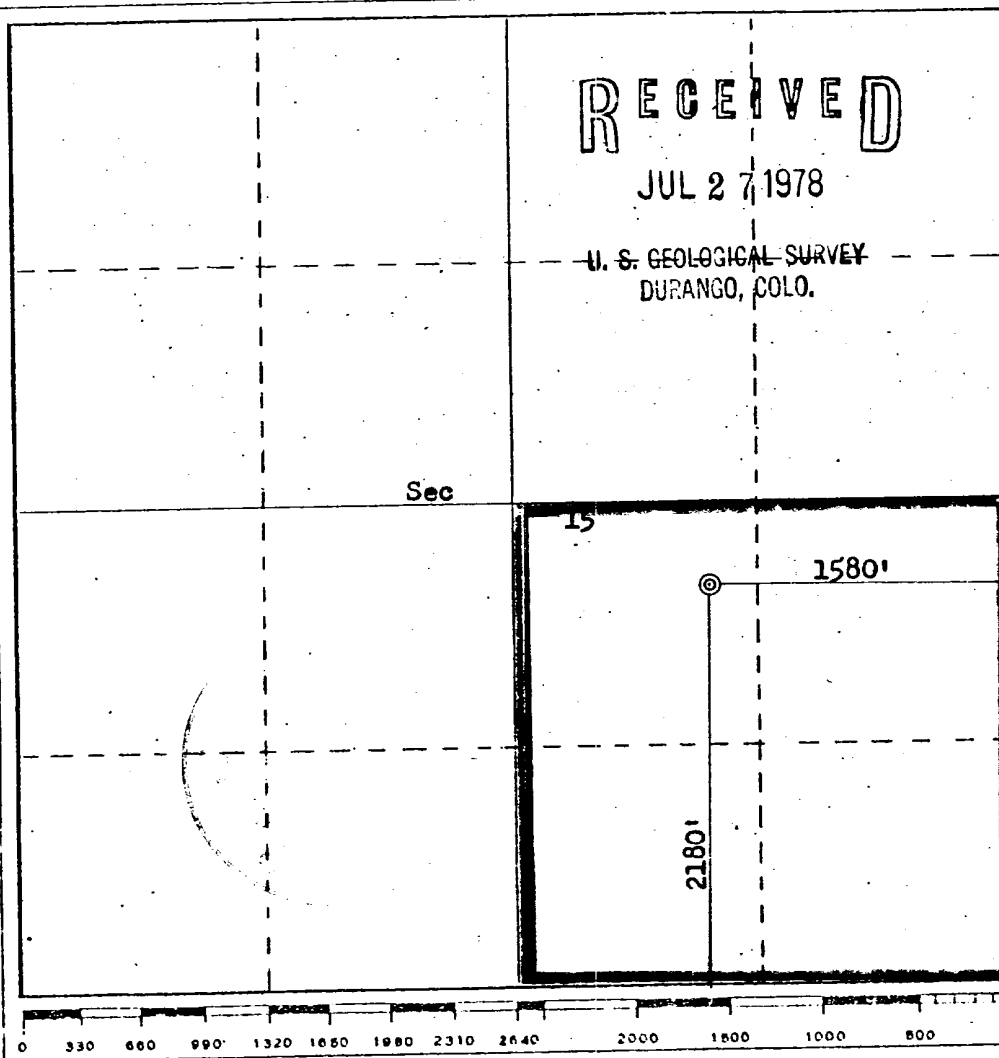 RECEIVED
JUL 27 1978
U. S. GEOLOGICAL SURVEY
DURANGO, COLO.
Sec
15
1580'
2180'
0 330 660 990 1320 1650 1980 2310 2640 2000 1500 1000 500